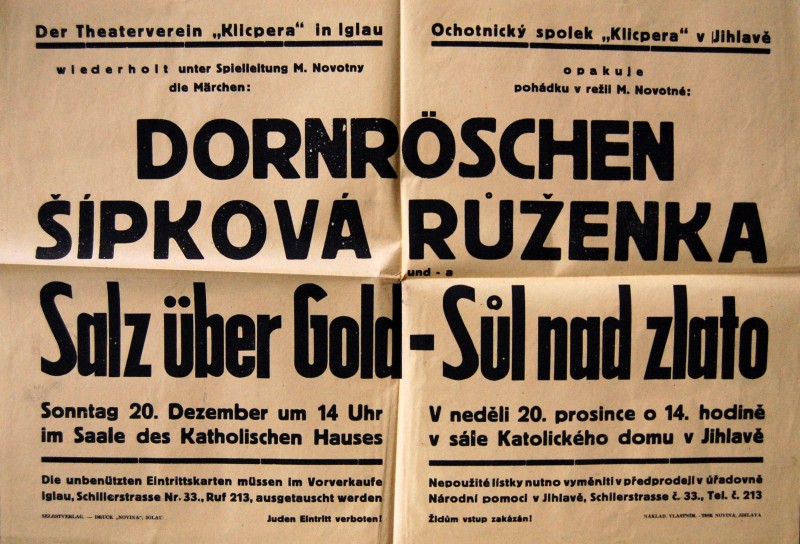 Der Theaterverein „Klicpera“ in Iglau
wiederholt unter Spielleitung M. Novotny
die Märchen:
Ochotnický spolek „Klicpera“ v Jihlavě
opakuje
pohádku v režii M. Novotné:
DORNRÖSCHEN
ŠÍPKOVÁ RŮŽENKA
und - a
Salz über Gold - Sůl nad zlato
Sonntag 20. Dezember um 14 Uhr
im Saale des Katholischen Hauses
V neděli 20. prosince o 14. hodině
v sále Katolického domu v Jihlavě
Die unbenützten Eintrittskarten müssen im Vorverkaufe
Iglau, Schillerstrasse Nr. 33., Ruf 213, ausgetauscht werden
Juden Eintritt verboten!
SELBSTVERLAG. — DRUCK „NOVINA“, IGLAU
Nepoužité lístky nutno vyměniti v předprodeji v úřadovně
Národní pomoci v Jihlavě, Schilerstrasse č. 33., Tel. č. 213
Židům vstup zakázán!
NÁKLAD. VLASTNÍM. - TISK NOVINA, JIHLAVA